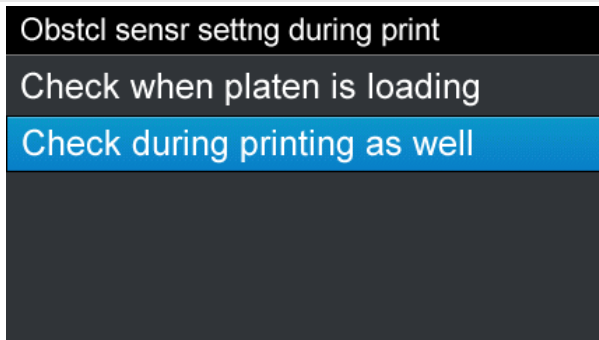 Obstcl sensr settng during print
Check when platen is loading
Check during printing as well